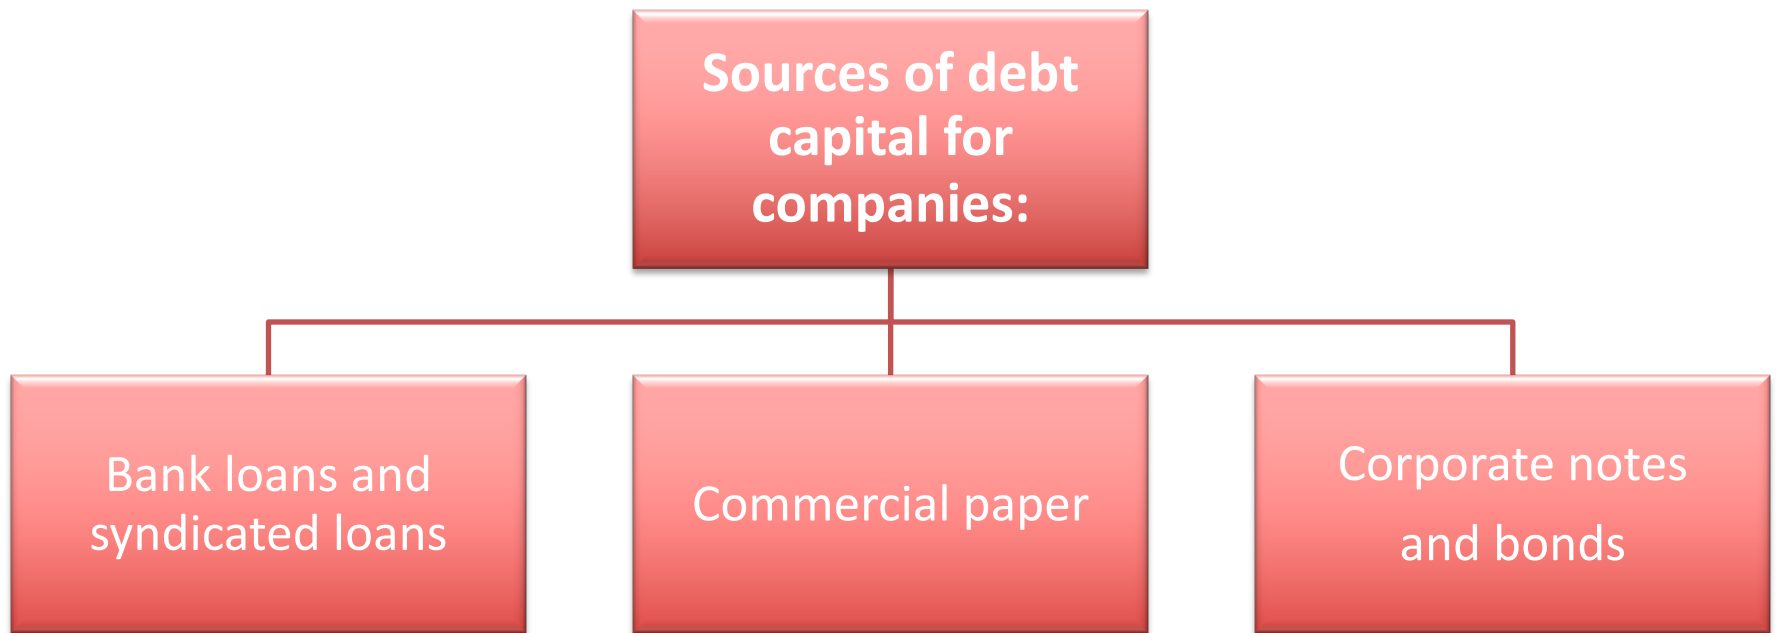 Sources of debt
capital for
companies:
Bank loans and
syndicated loans
Commercial paper
Corporate notes
and bonds